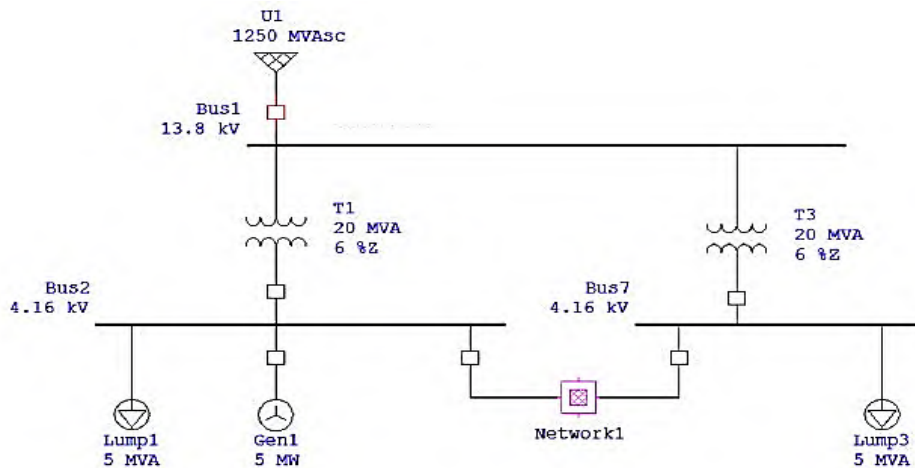 U1
1250 MVAsc
Bus1
13.8 kV
T1
20 MVA
6 %Z
T3
20 MVA
6 %Z
Bus2
4.16 kV
Bus7
4.16 kV
Lump1
5 MVA
Gen1
5 MW
Network1
Lump3
5 MVA